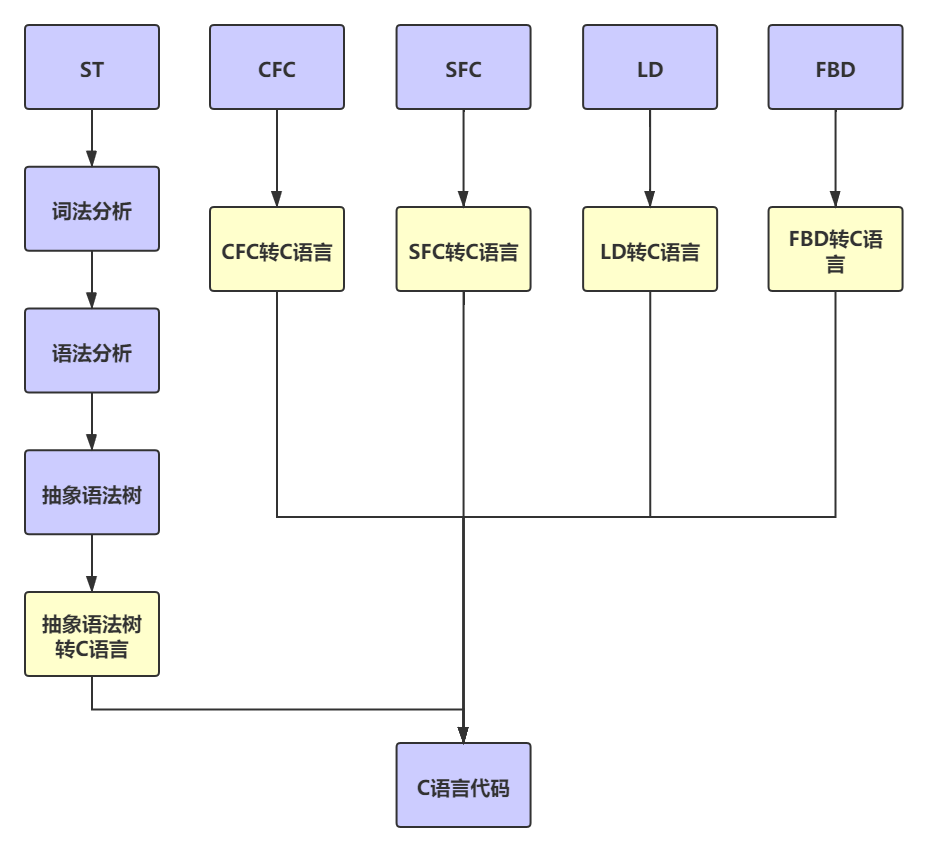 ST
CFC
SFC
LD
FBD
词法分析
CFC转C语言
SFC转C语言
LD转C语言
FBD转C语
言
语法分析
抽象语法树
抽象语法树
转C语言
C语言代码